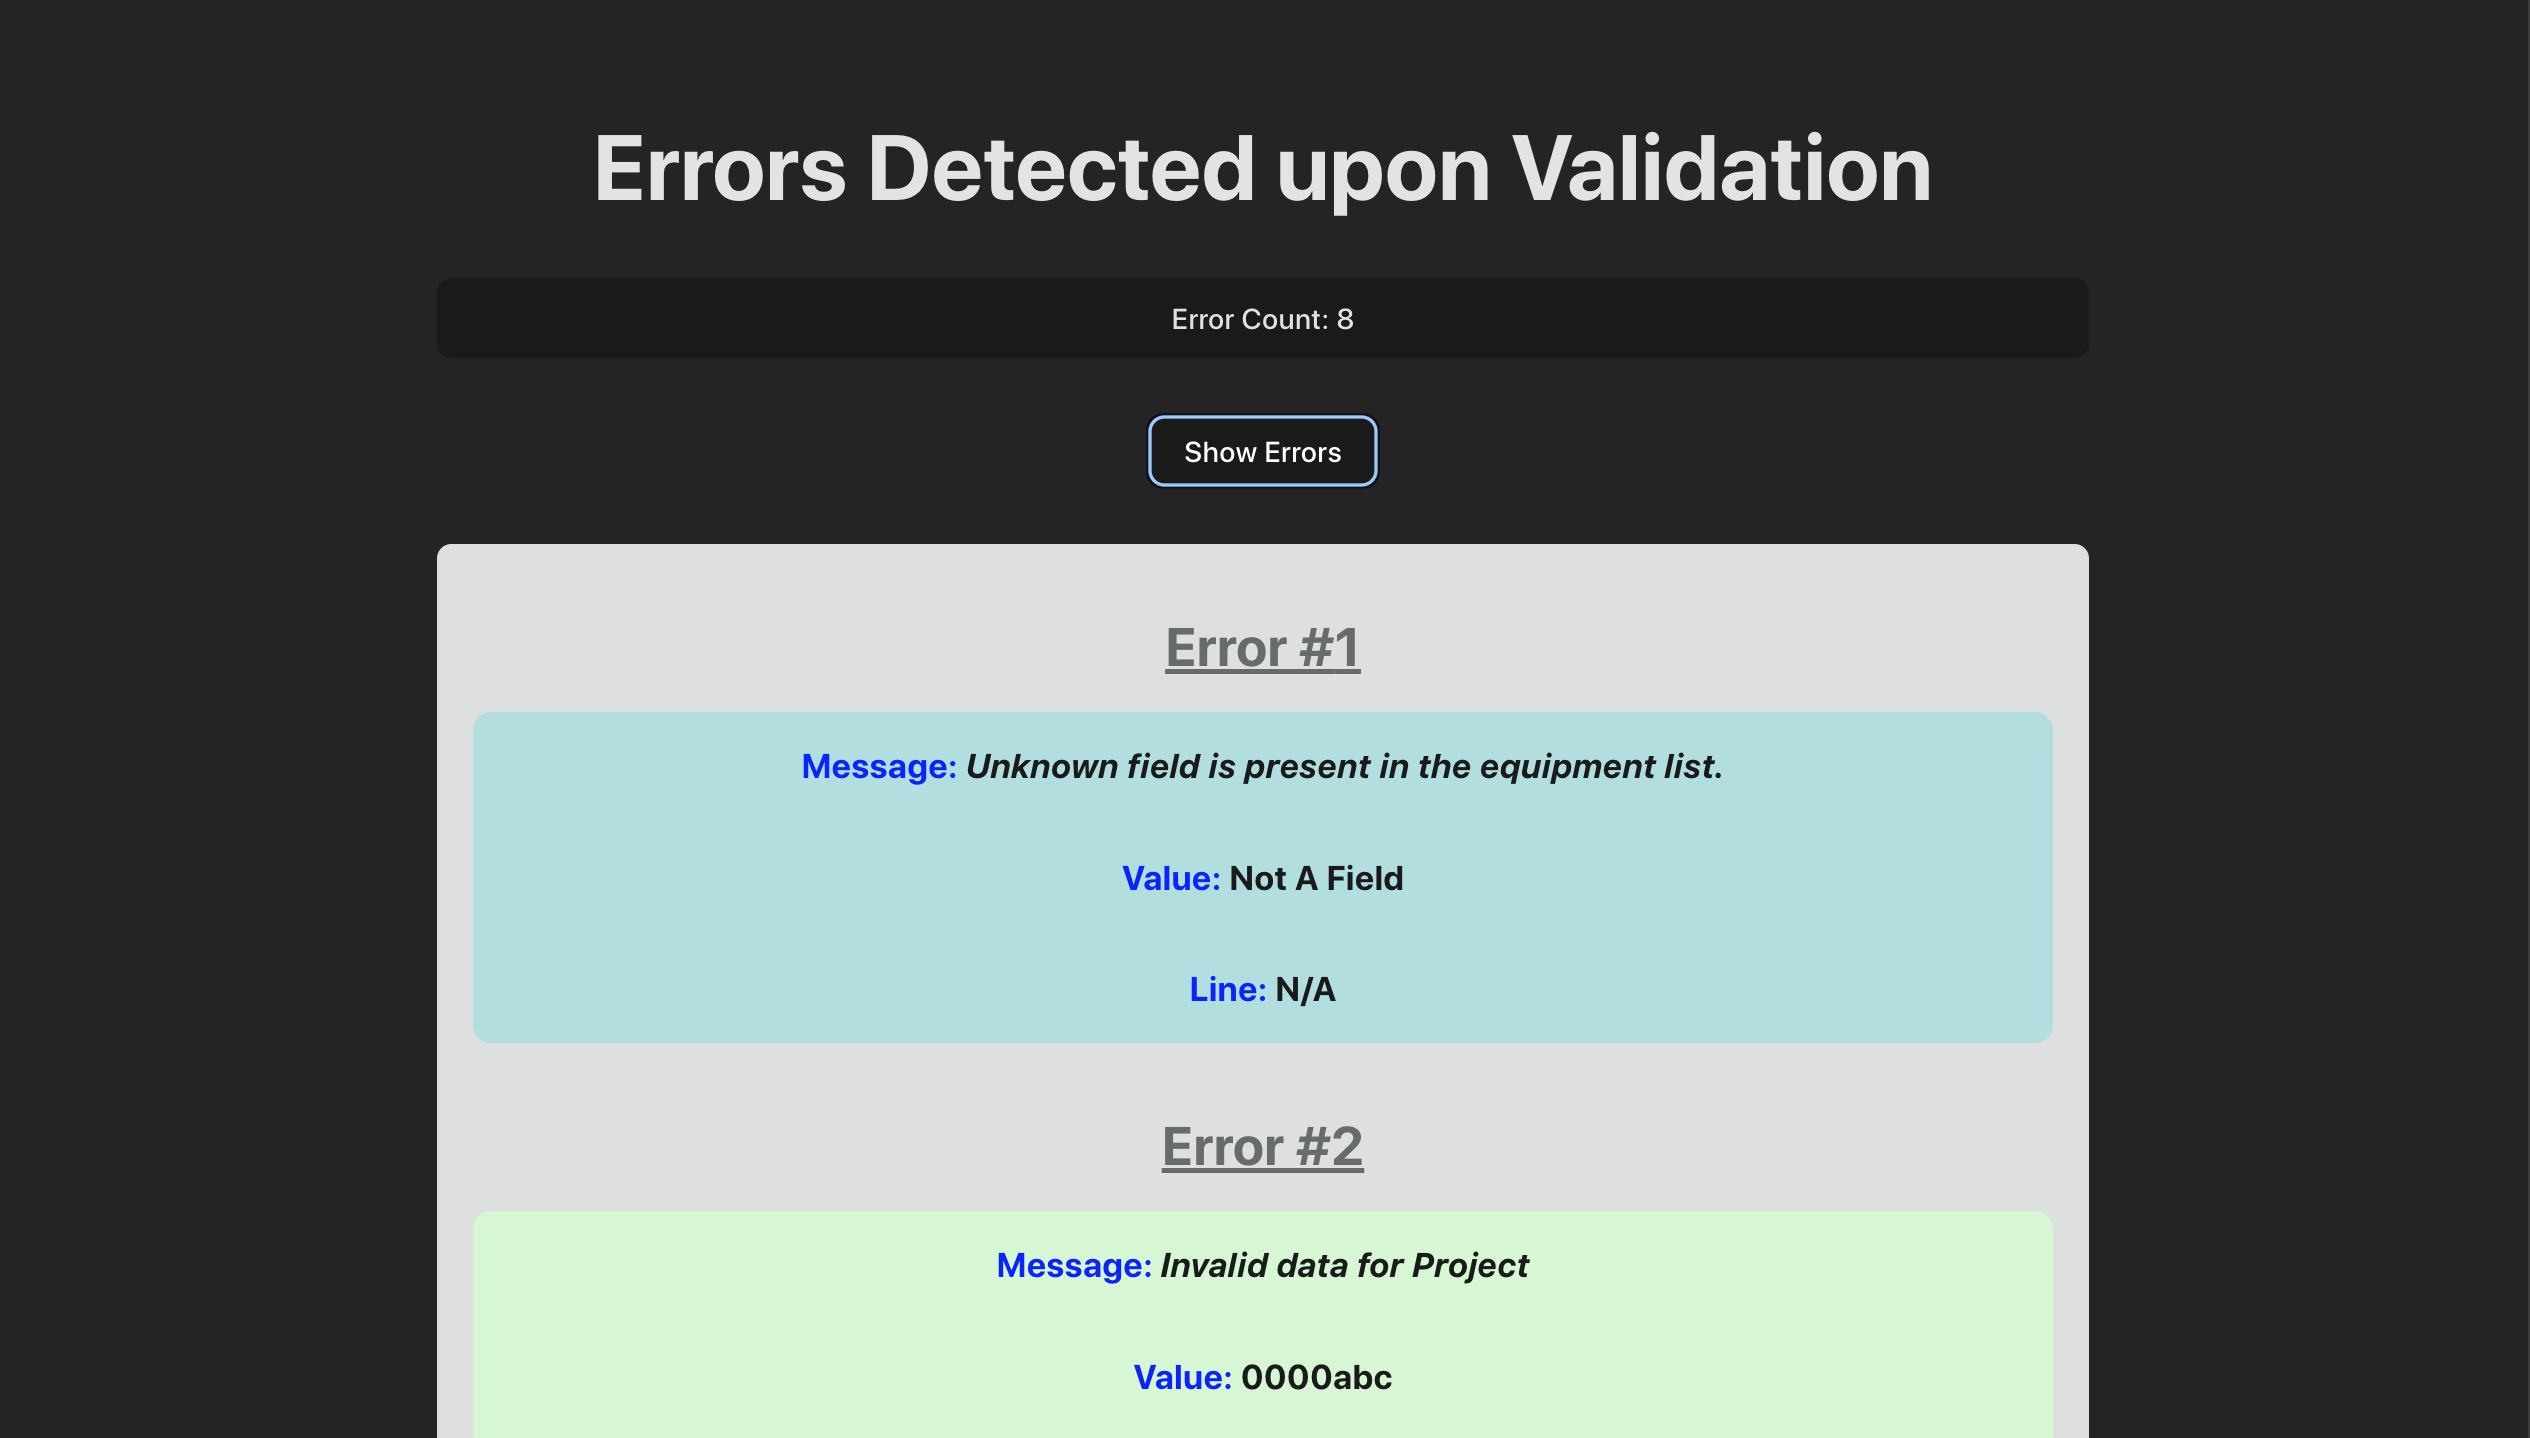 Errors Detected upon Validation
Error Count: 8
Show Errors
Error #1
Message: Unknown field is present in the equipment list.
Value: Not A Field
Line: N/A
Error #2
Message: Invalid data for Project
Value: 0000abc